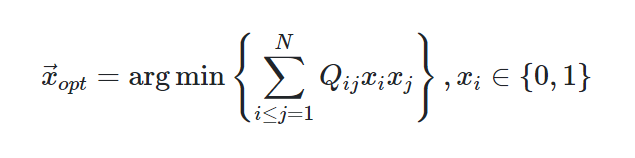 $\vec{x}_{opt} = \arg\min \left\{ \sum_{i \leq j=1}^{N} Q_{ij} x_i x_j \right\}, x_i \in \{0, 1\}$